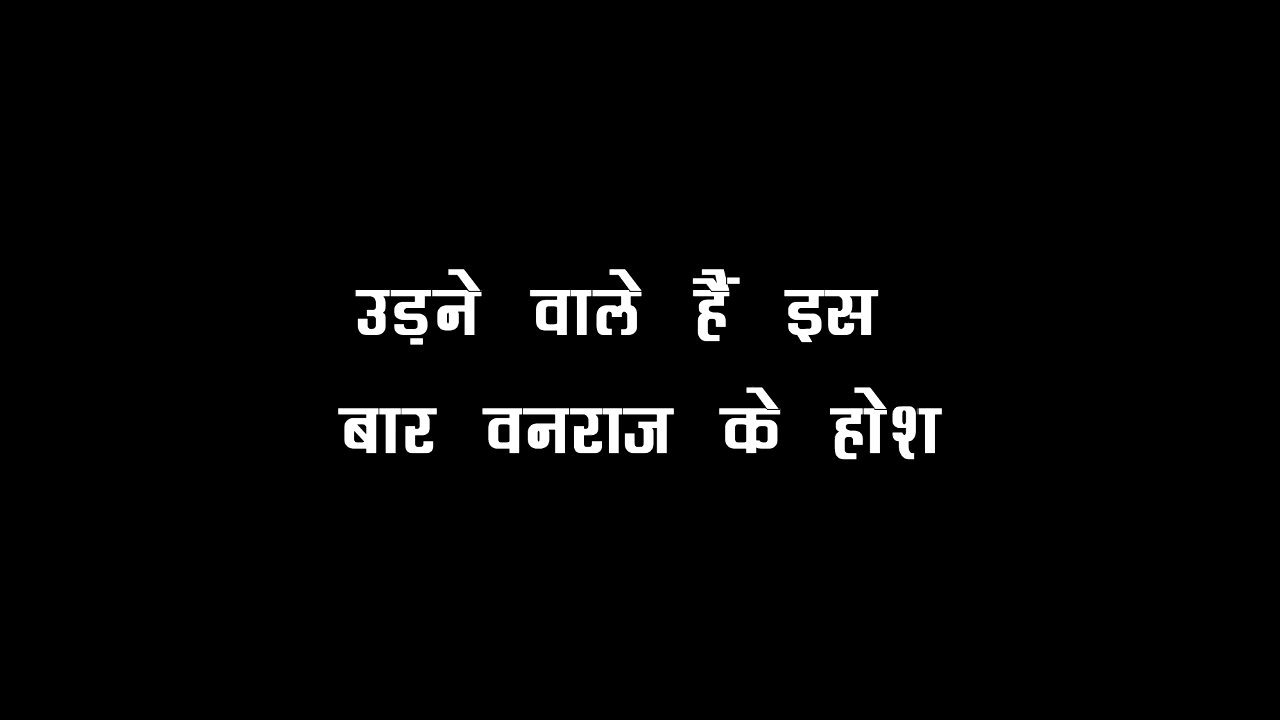 उड़ने वाले हैं इस
बार वनराज के होश